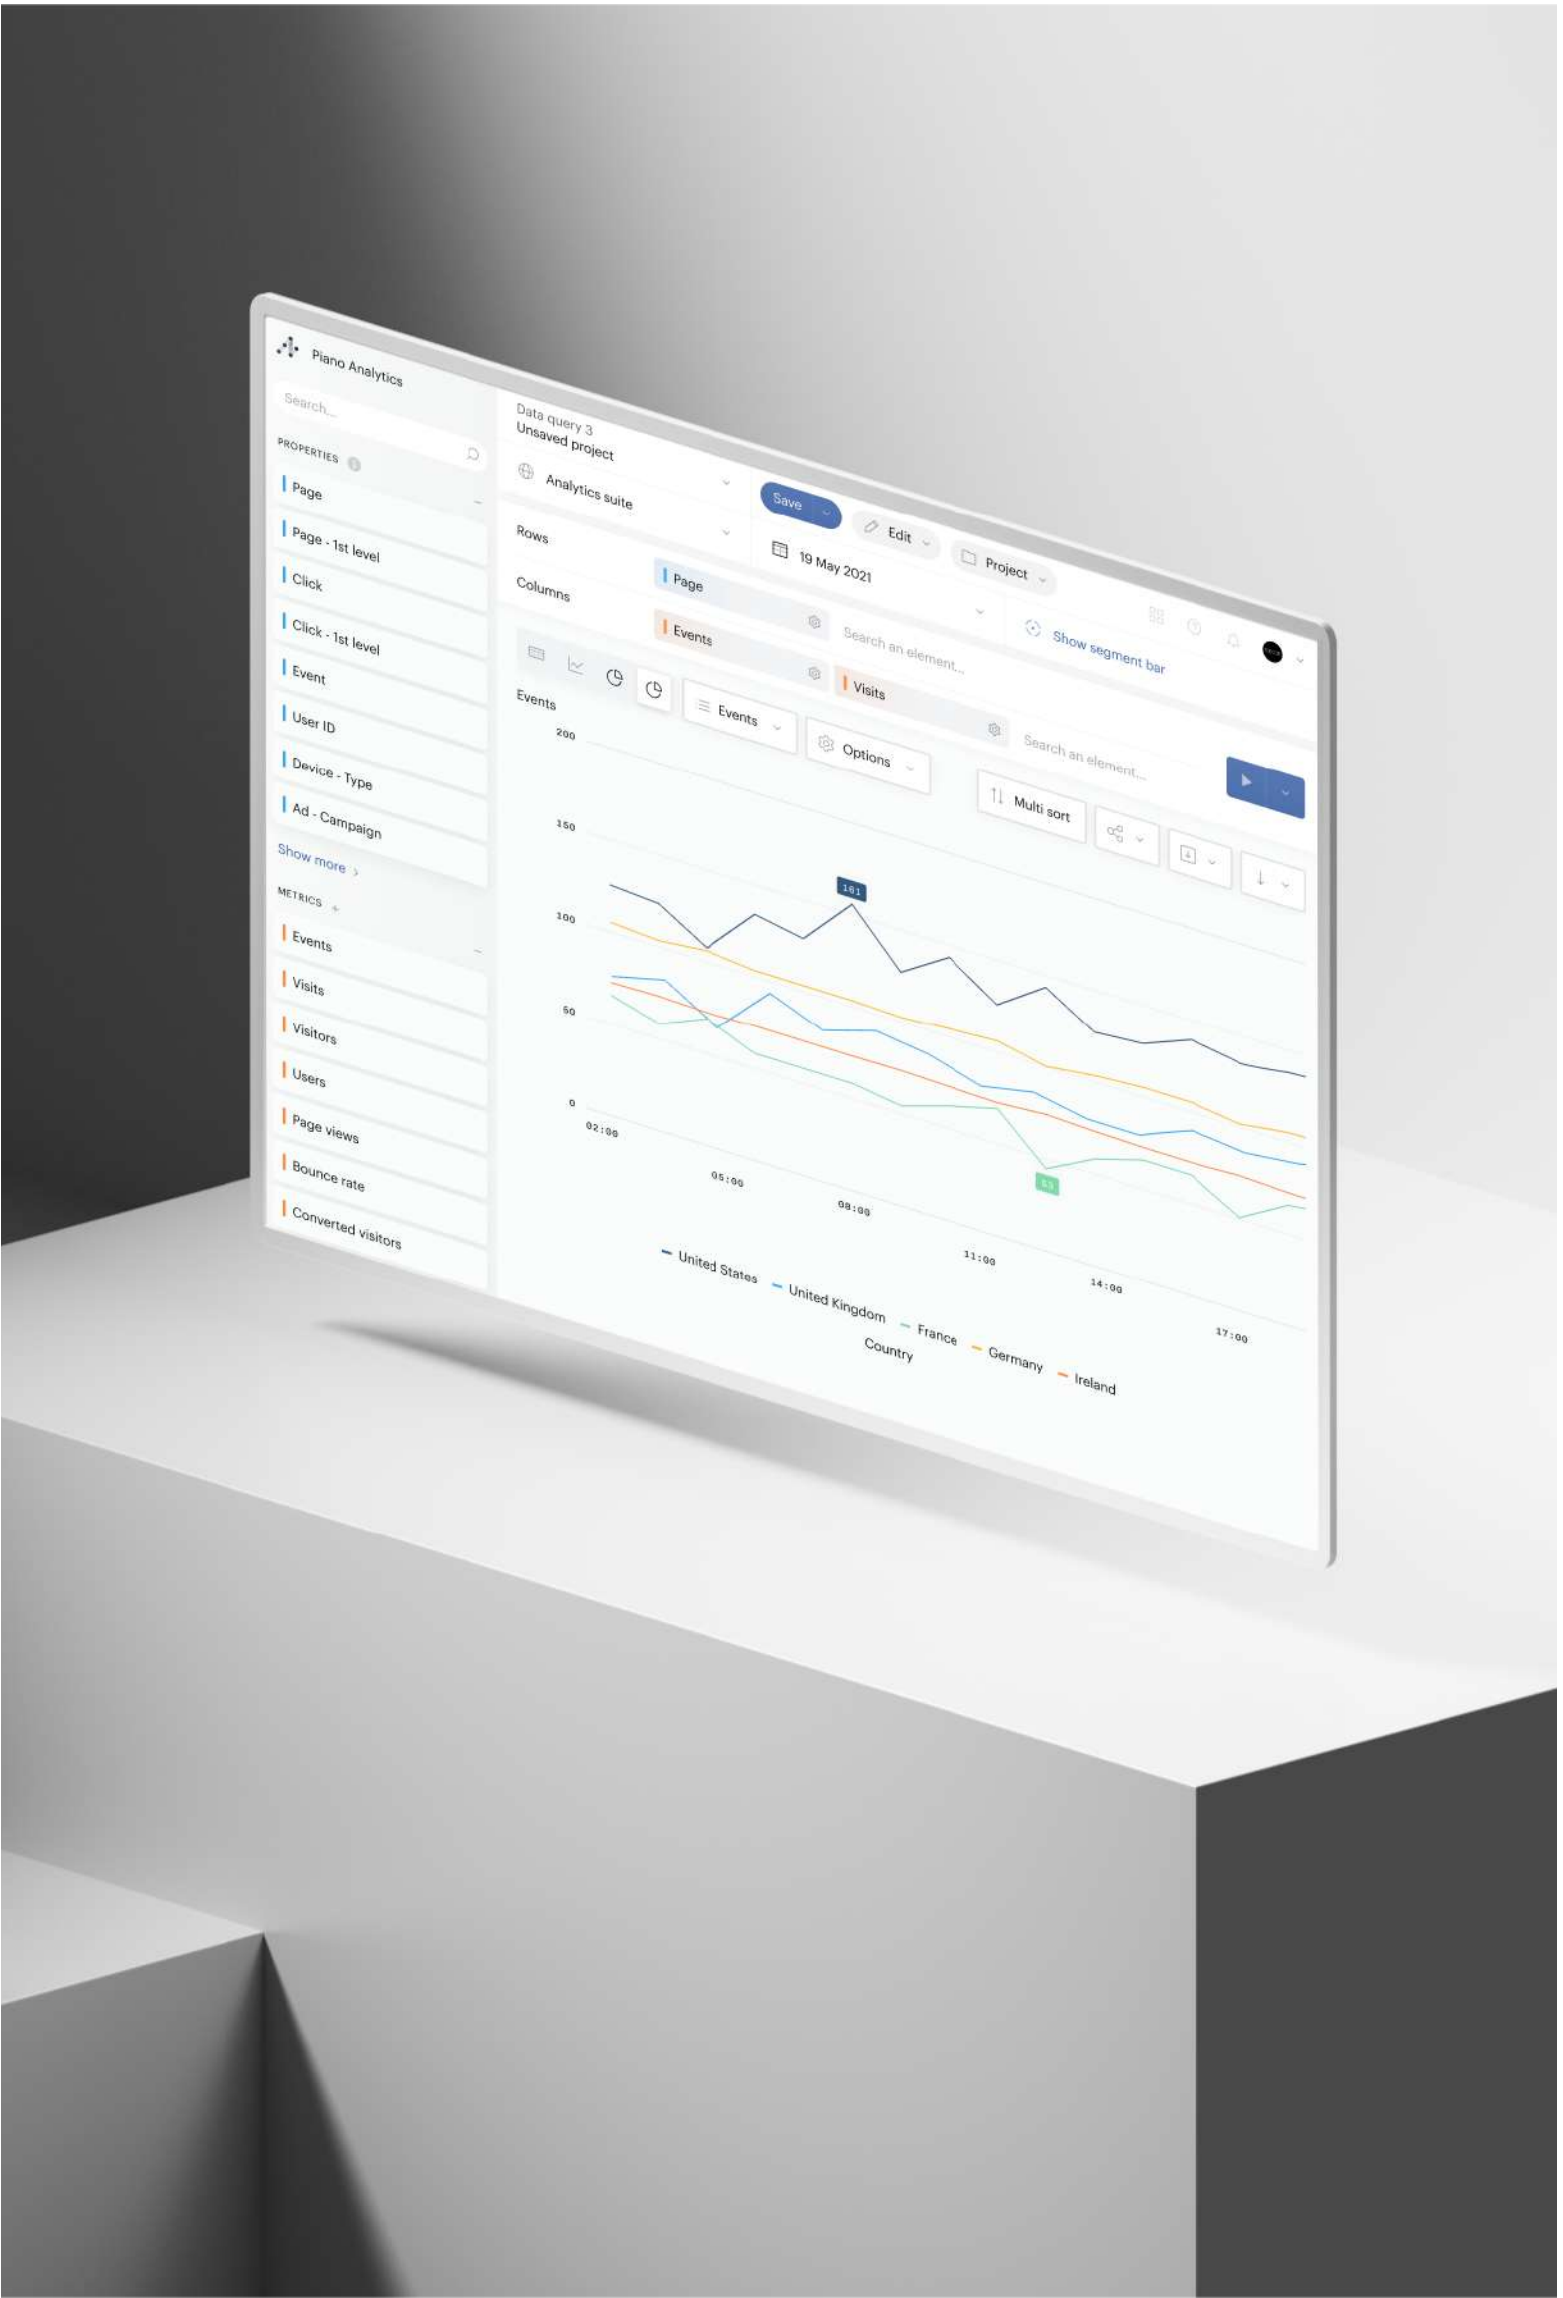 Piano Analytics
Search...
PROPERTIES
Page
Page - 1st level
Click
Click - 1st level
Event
User ID
Device - Type
Ad - Campaign
Show more >
METRICS +
Events
Visits
Visitors
Users
Page views
Bounce rate
Converted visitors
Data query 3
Unsaved project
Save
Edit
Project
Analytics suite
19 May 2021
Show segment bar
Rows
Page
Search an element...
Columns
Events
Visits
Search an element...
Events
Options
Multi sort
Events
200
150
100
50
0
161
53
02:00
05:00
08:00
11:00
14:00
17:00
United States
United Kingdom
France
Germany
Ireland
Country